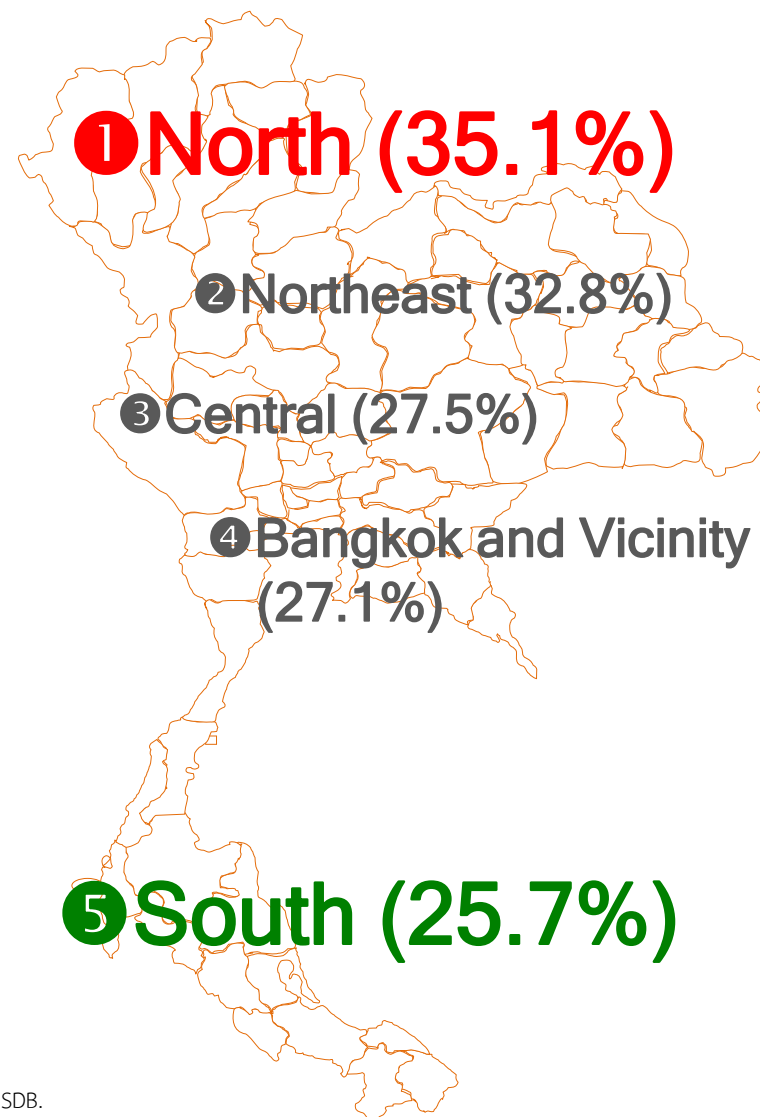 ❶North (35.1%)
❷Northeast (32.8%)
❸Central (27.5%)
❹Bangkok and Vicinity
(27.1%)
❺South (25.7%)
SDB.